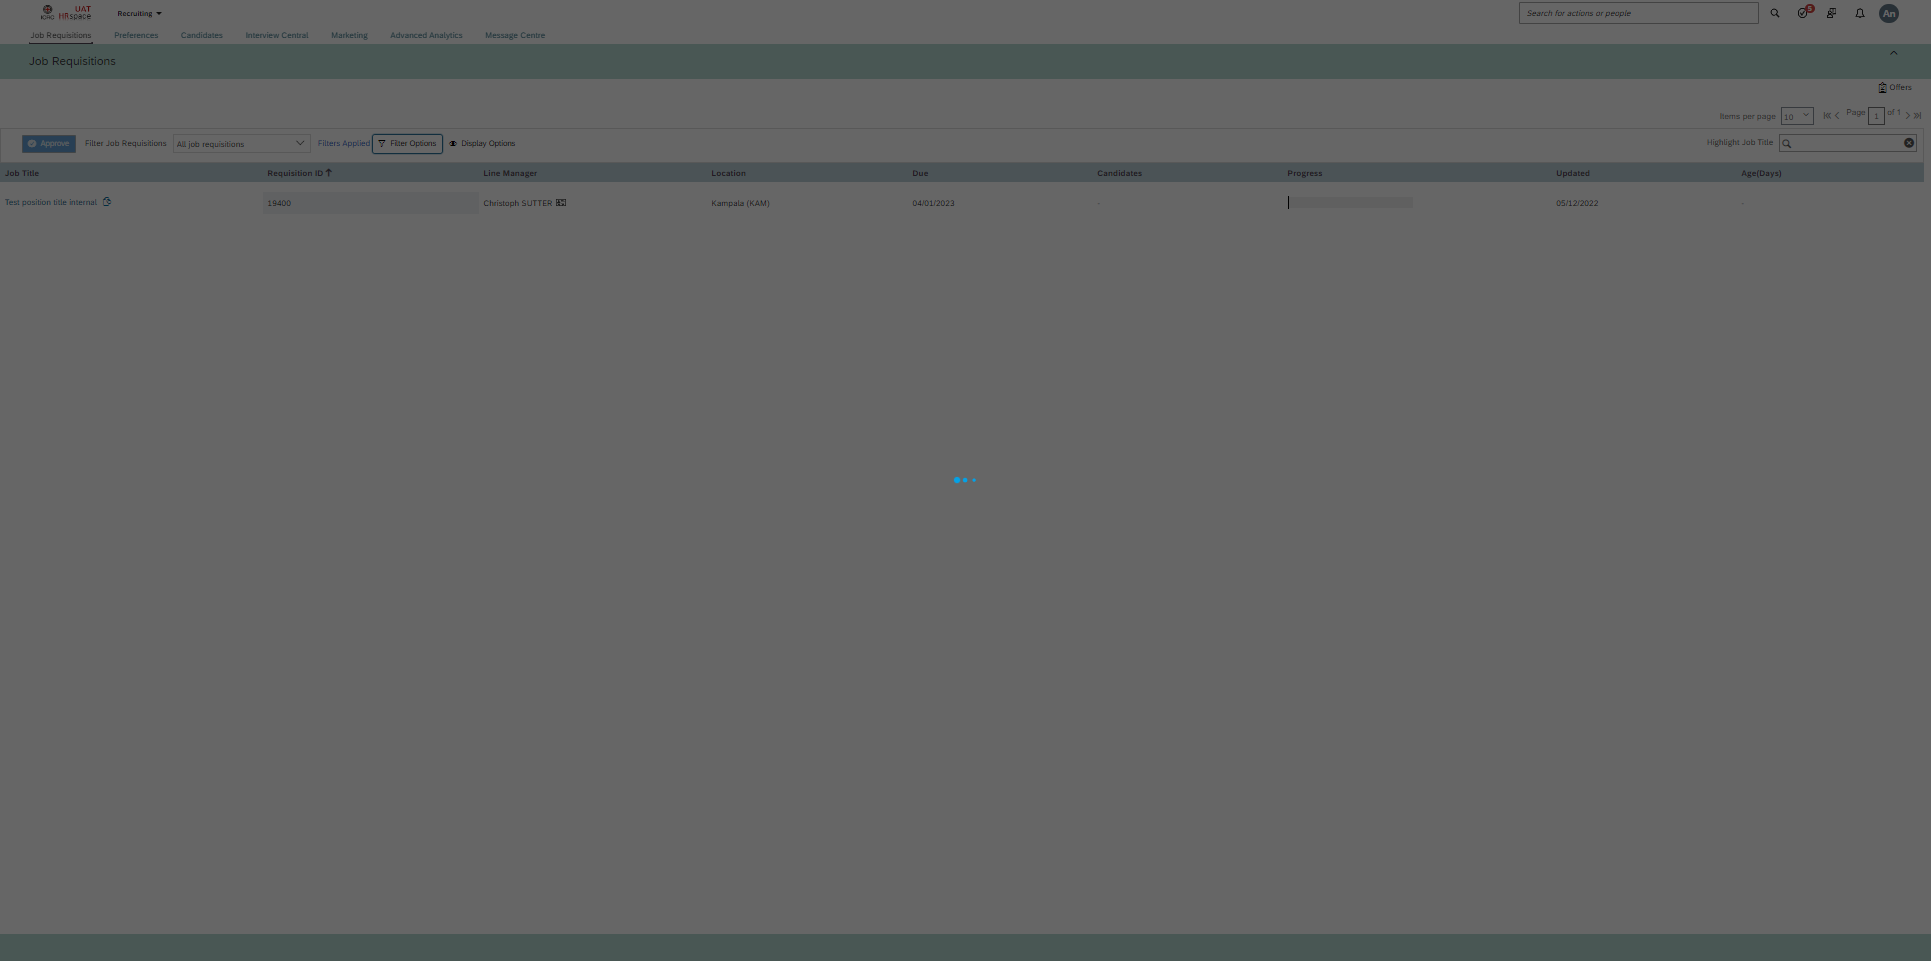 UAT
ICRC HRspace
Recruiting
Search for actions or people
5
An
Job Requisitions Preferences Candidates Interview Central Marketing Advanced Analytics Message Centre
Job Requisitions
Offers
Items per page 10 Page 1 of 1
Approve Filter Job Requisitions All job requisitions Filters Applied Filter Options Display Options Highlight Job Title
Job Title Requisition ID Line Manager Location Due Candidates Progress Updated Age(Days)
Test position title internal 19400 Christoph SUTTER Kampala (KAM) 04/01/2023 - 05/12/2022 -